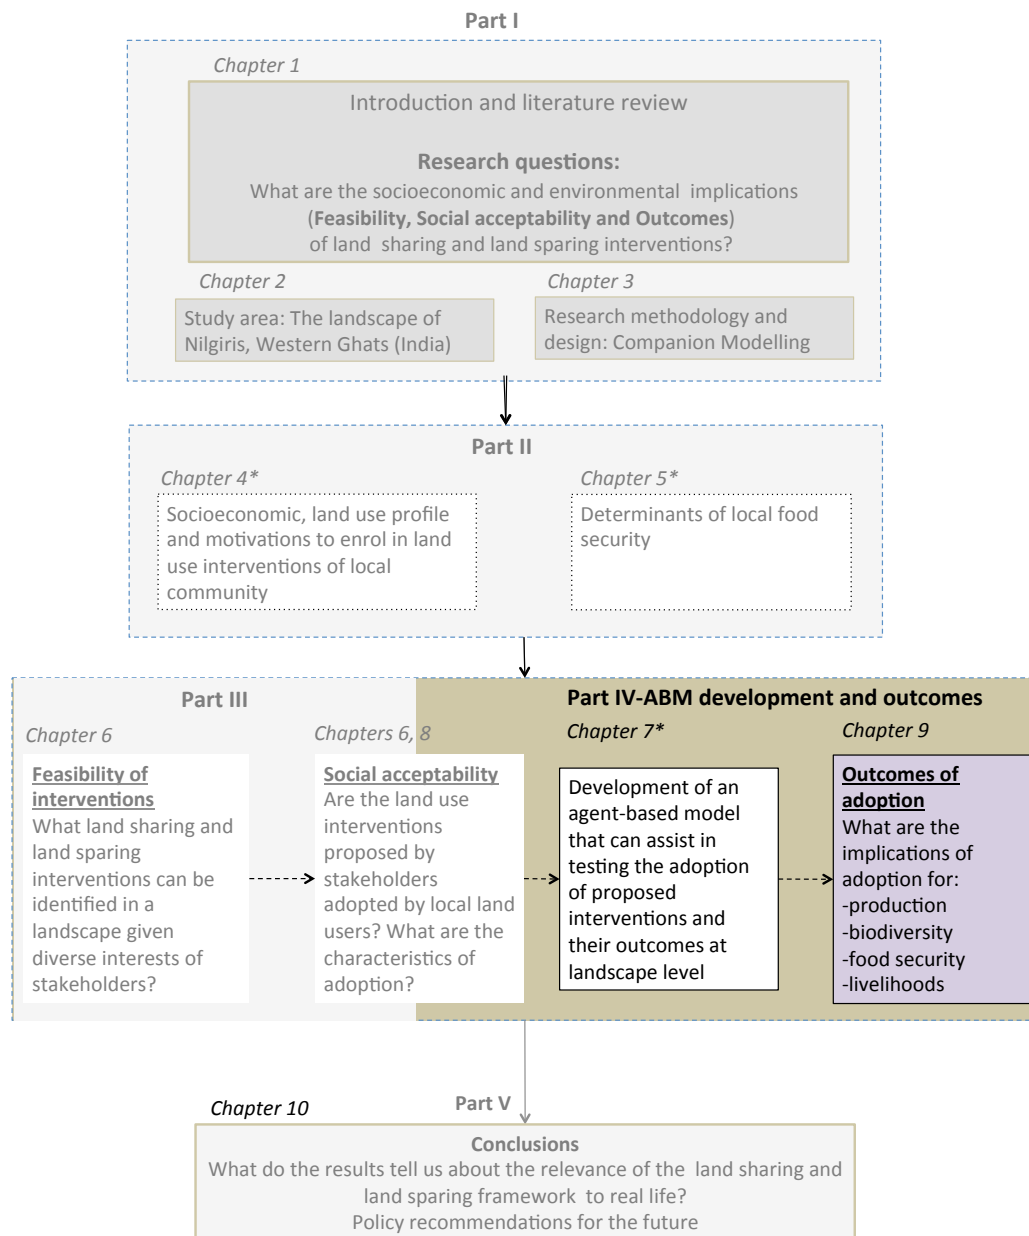 Part I
Chapter 1
Introduction and literature review
Research questions:
What are the socioeconomic and environmental implications
(Feasibility, Social acceptability and Outcomes)
of land sharing and land sparing interventions?
Chapter 2
Study area: The landscape of
Nilgiris, Western Ghats (India)
Chapter 3
Research methodology and
design: Companion Modelling
Part II
Chapter 4*
Socioeconomic, land use profile
and motivations to enrol in land
use interventions of local
community
Chapter 5*
Determinants of local food
security
Part III
Chapter 6
Feasibility of
interventions
What land sharing and
land sparing
interventions can be
identified in a
landscape given
diverse interests of
stakeholders?
Chapters 6, 8
Social acceptability
Are the land use
interventions
proposed by
stakeholders
adopted by local land
users? What are the
characteristics of
adoption?
Part IV-ABM development and outcomes
Chapter 7*
Development of an
agent-based model
that can assist in
testing the adoption
of proposed
interventions and
their outcomes at
landscape level
Chapter 9
Outcomes of
adoption
What are the
implications of
adoption for:
-production
-biodiversity
-food security
-livelihoods
Part V
Chapter 10
Conclusions
What do the results tell us about the relevance of the land sharing and
land sparing framework to real life?
Policy recommendations for the future